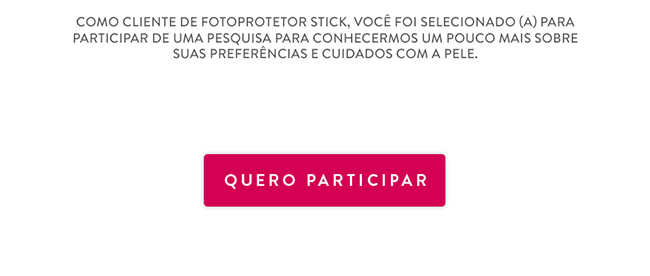 COMO CLIENTE DE FOTOPROTETOR STICK, VOCÊ FOI SELECIONADO (A) PARA
PARTICIPAR DE UMA PESQUISA PARA CONHECERMOS UM POUCO MAIS SOBRE
SUAS PREFERÊNCIAS E CUIDADOS COM A PELE.
QUERO PARTICIPAR